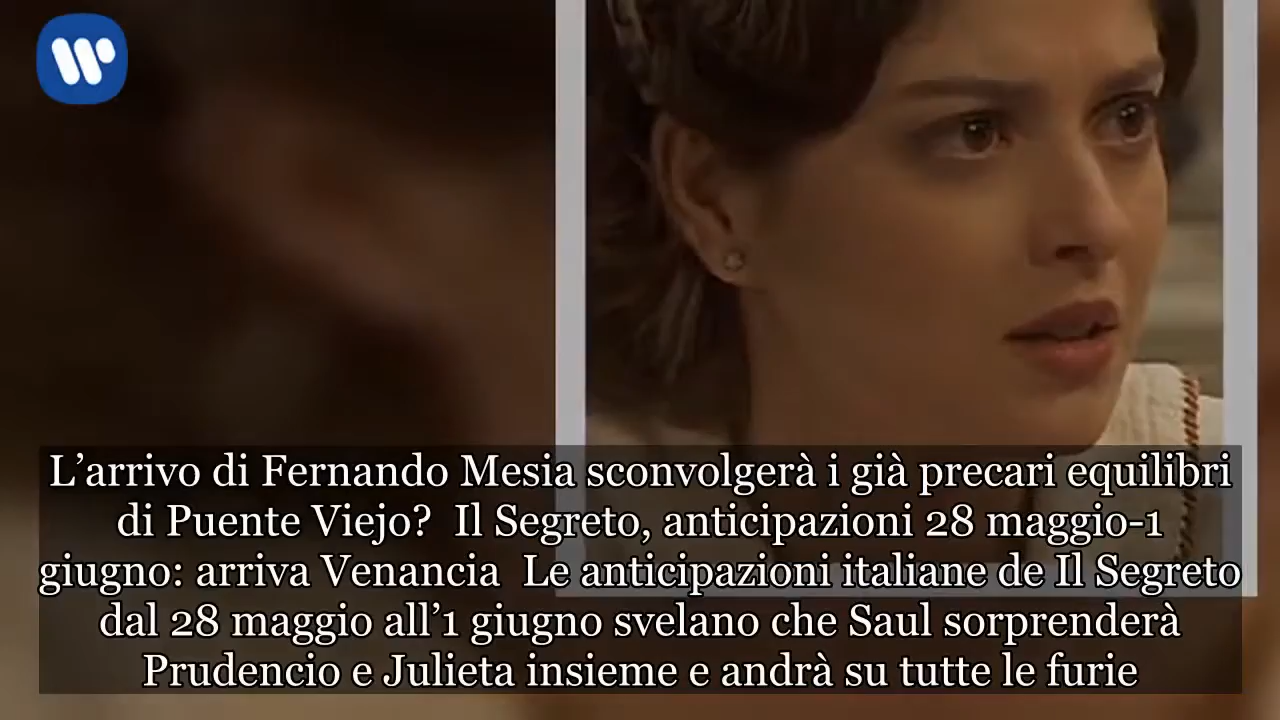 L’arrivo di Fernando Mesia sconvolgerà i già precari equilibri
di Puente Viejo?  Il Segreto, anticipazioni 28 maggio-1
giugno: arriva Venancia  Le anticipazioni italiane de Il Segreto
dal 28 maggio all’1 giugno svelano che Saul sorprenderà
Prudencio e Julieta insieme e andrà su tutte le furie